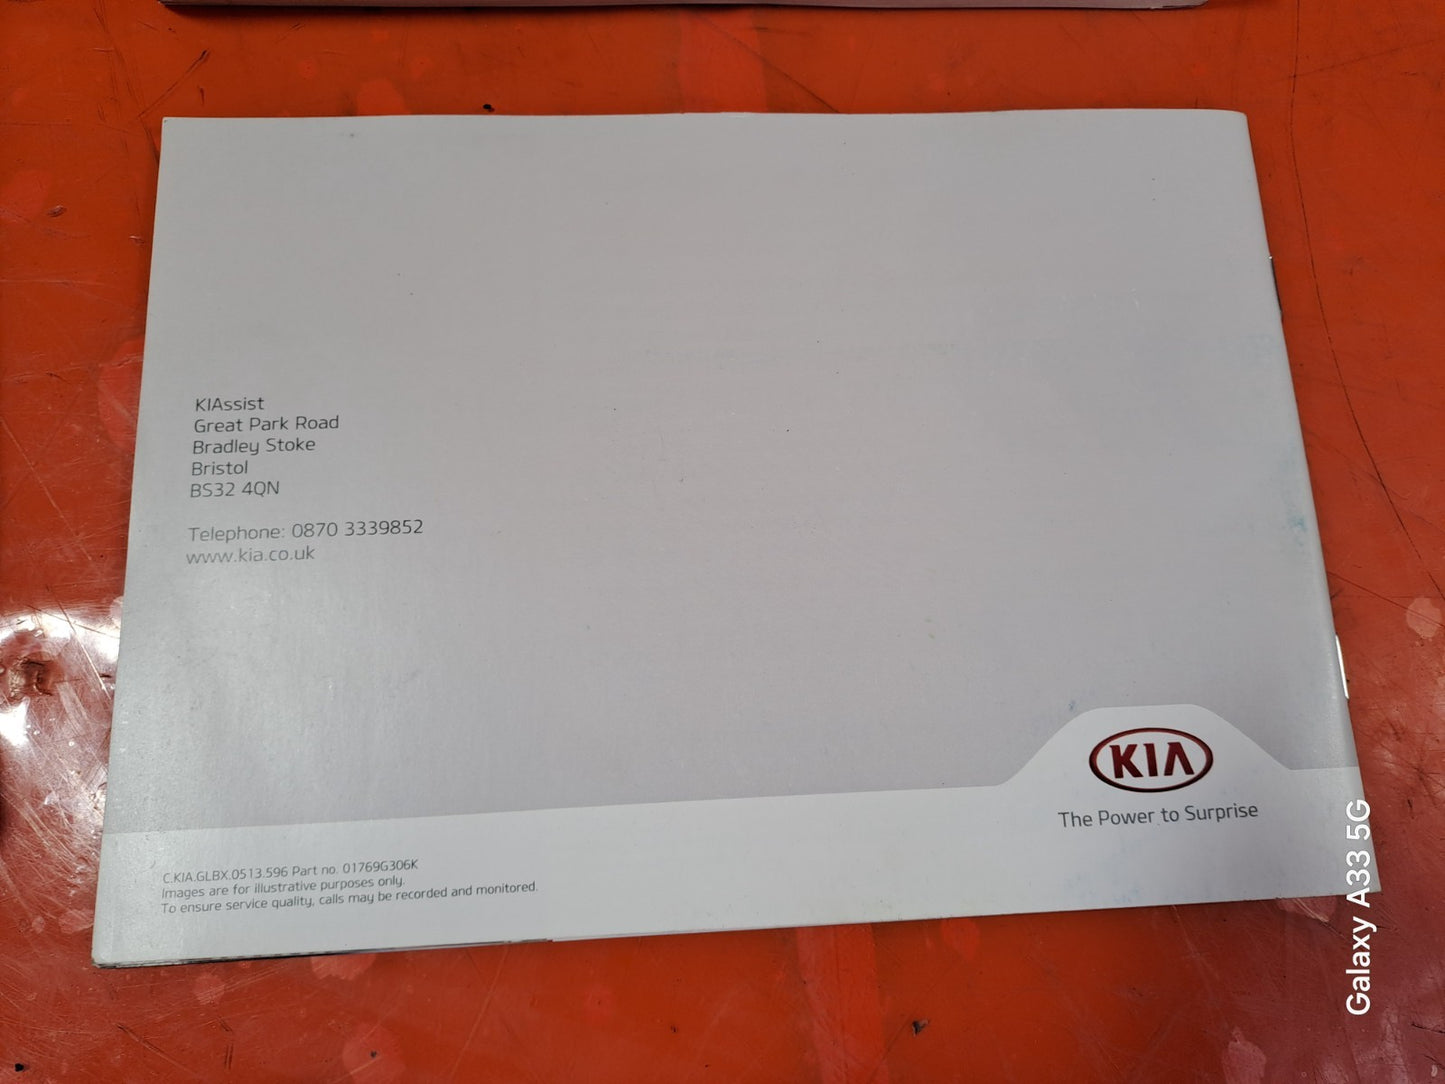 KIAssist
Great Park Road
Bradley Stoke
Bristol
BS32 4QN
Telephone: 0870 3339852
www.kia.co.uk
KIA
The Power to Surprise
C.KIA.GLBX.0513.596 Part no. 01769G306K
Images are for illustrative purposes only.
To ensure service quality, calls may be recorded and monitored.
Galaxy A33 5G